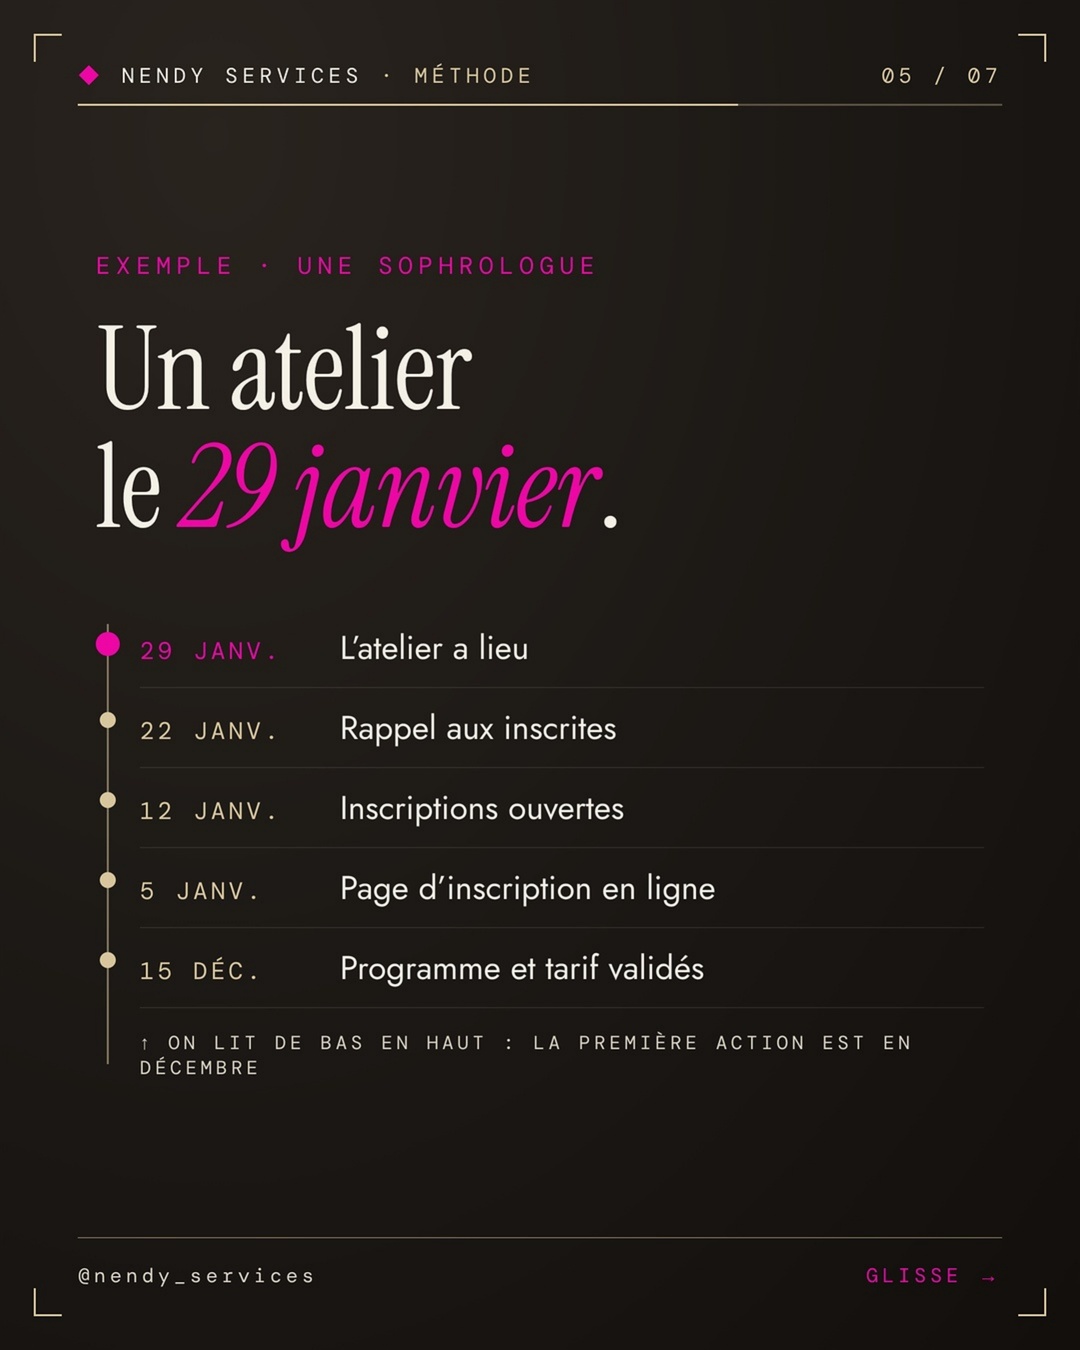 ◆ NENDY SERVICES · MÉTHODE 05 / 07
EXEMPLE · UNE SOPHROLOGUE
Un atelier
le 29 janvier.
29 JANV. L’atelier a lieu
22 JANV. Rappel aux inscrites
12 JANV. Inscriptions ouvertes
5 JANV. Page d’inscription en ligne
15 DÉC. Programme et tarif validés
↑ ON LIT DE BAS EN HAUT : LA PREMIÈRE ACTION EST EN
DÉCEMBRE
@nendy_services GLISSE →